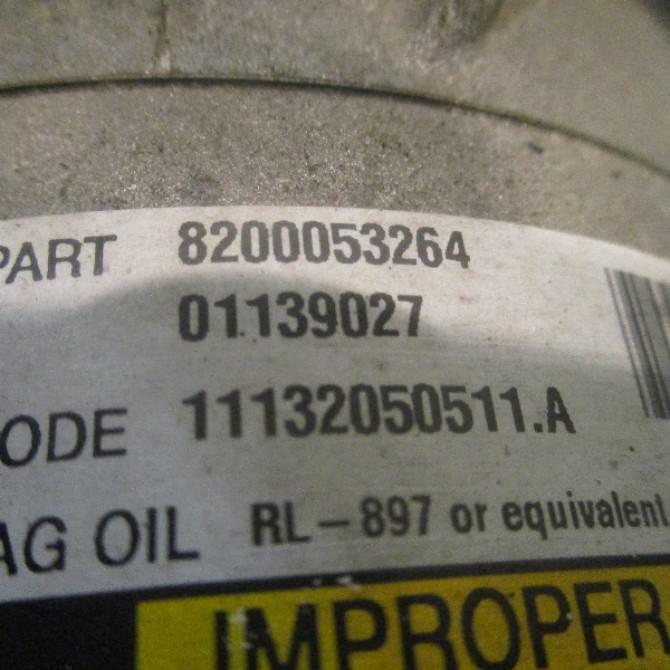 PART 8200053264
01139027
ODE 11132050511.A
AG OIL RL-897 or equivalent
IMPROPER